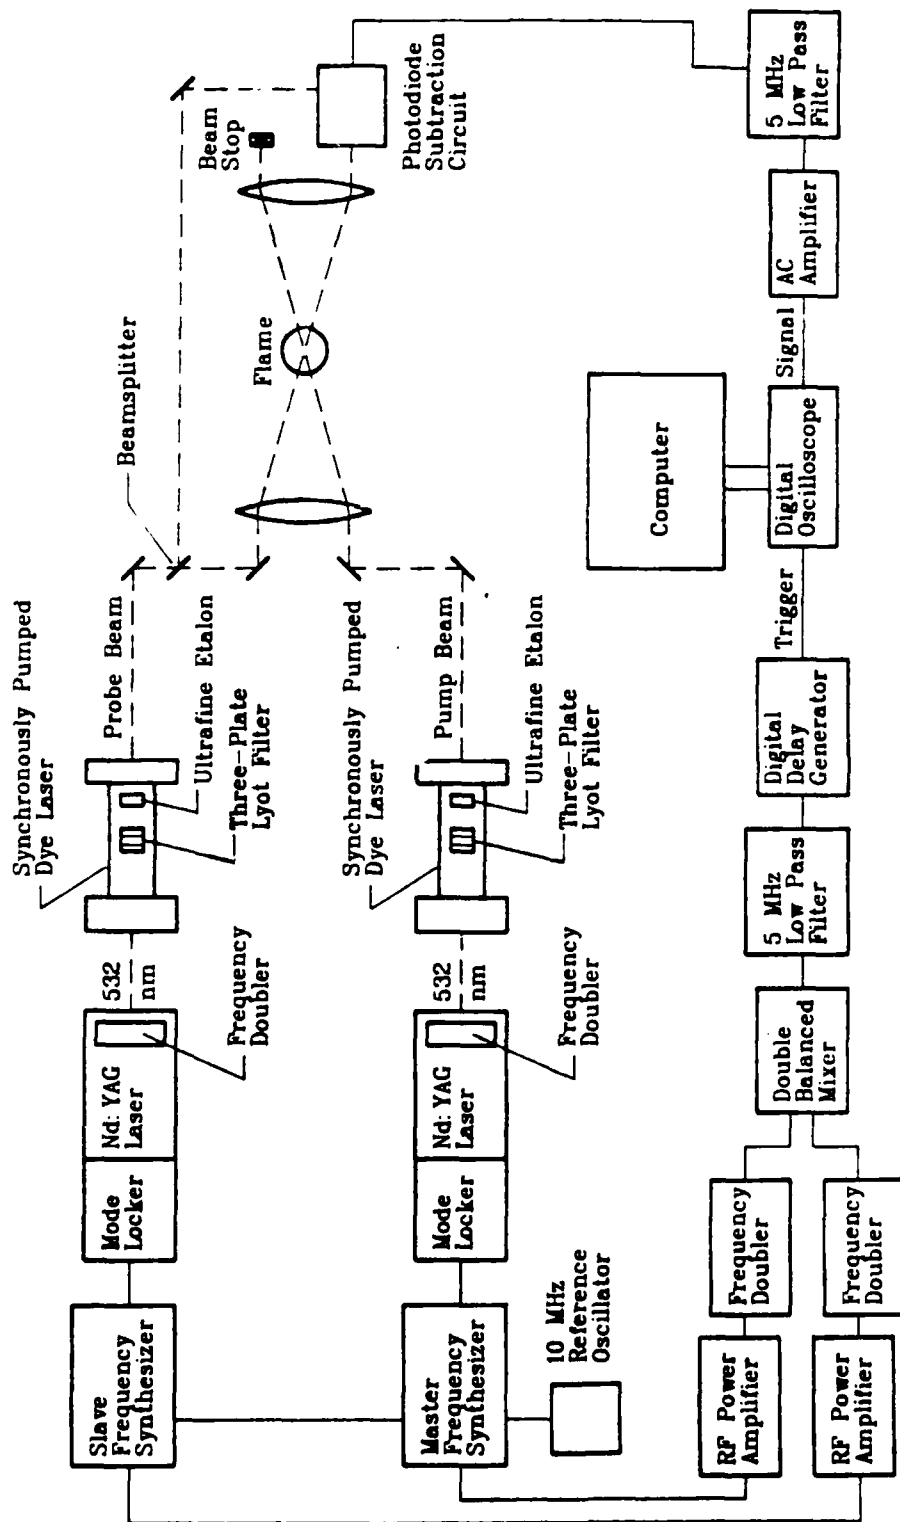 Slave
Frequency
Synthesizer
Mode
Locker
Nd: YAG
Laser
Frequency
Doubler
532
nm
Synchronously Pumped
Dye Laser
Three-Plate
Lyot Filter
Ultrafine Etalon
Probe Beam
Beamsplitter
Flame
Beam
Stop
Photodiode
Subtraction
Circuit
Master
Frequency
Synthesizer
Mode
Locker
Nd: YAG
Laser
Frequency
Doubler
532
nm
Synchronously Pumped
Dye Laser
Three-Plate
Lyot Filter
Ultrafine Etalon
Pump Beam
10 MHz
Reference
Oscillator
Computer
RF Power
Amplifier
Frequency
Doubler
RF Power
Amplifier
Frequency
Doubler
Double
Balanced
Mixer
5 MHz
Low Pass
Filter
Digital
Delay
Generator
Trigger
Digital
Oscilloscope
Signal
AC
Amplifier
5 MHz
Low Pass
Filter